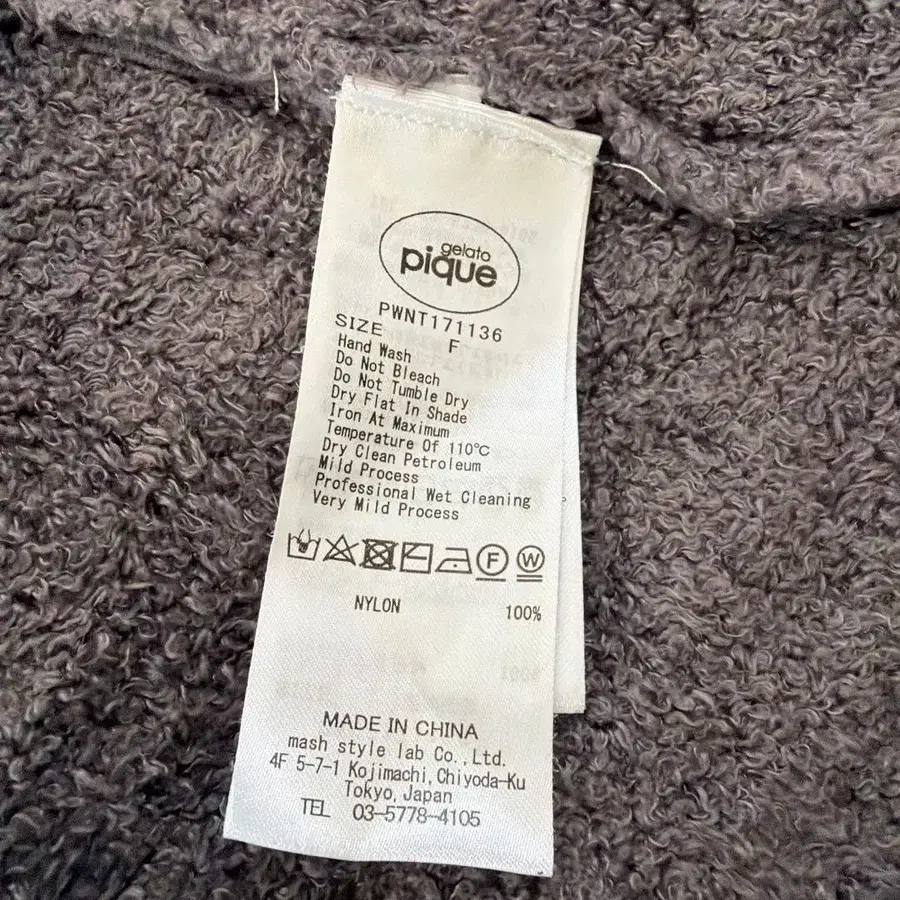 gelato
pique
PWNT171136
SIZE F
Hand Wash
Do Not Bleach
Do Not Tumble Dry
Dry Flat In Shade
Iron At Maximum
Temperature Of 110℃
Dry Clean Petroleum
Mild Process
Professional Wet Cleaning
Very Mild Process
F W
NYLON 100%
MADE IN CHINA
mash style lab Co.,Ltd.
4F 5-7-1 Kojimachi,Chiyoda-Ku
Tokyo,Japan
TEL 03-5778-4105